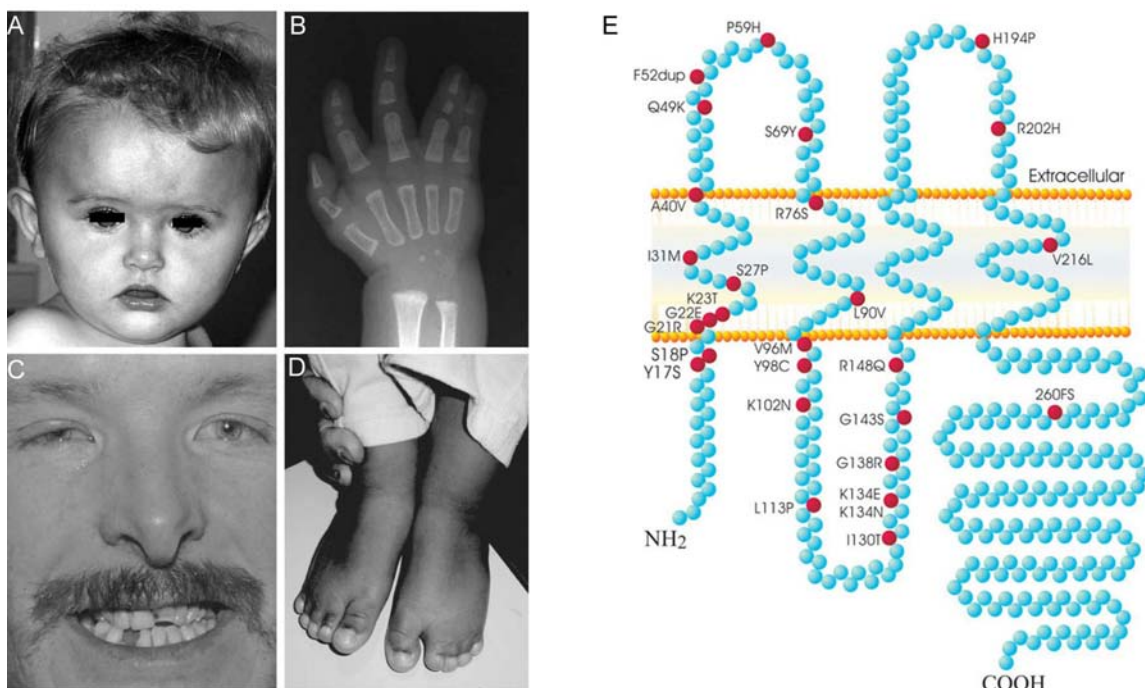 A
B
C
D
E
P59H
H194P
F52dup
Q49K
S69Y
R202H
Extracellular
A40V
R76S
I31M
S27P
V216L
K23T
G22E
L90V
G21R
S18P
V96M
Y17S
Y98C
R148Q
260FS
K102N
G143S
G138R
L113P
K134E
K134N
I130T
NH2
COOH